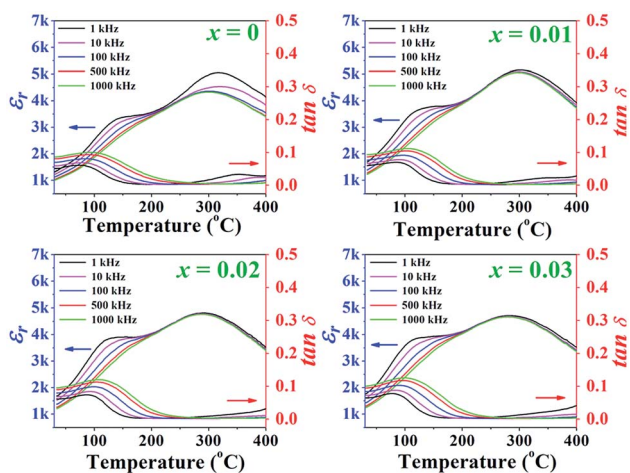 7k
6k
5k
4k
3k
2k
1k
εr
1 kHz
10 kHz
100 kHz
500 kHz
1000 kHz
x = 0
0.5
0.4
0.3
0.2
0.1
0.0
tan δ
100 200 300 400
Temperature (°C)
7k
6k
5k
4k
3k
2k
1k
εr
1 kHz
10 kHz
100 kHz
500 kHz
1000 kHz
x = 0.01
0.5
0.4
0.3
0.2
0.1
0.0
tan δ
100 200 300 400
Temperature (°C)
7k
6k
5k
4k
3k
2k
1k
εr
1 kHz
10 kHz
100 kHz
500 kHz
1000 kHz
x = 0.02
0.5
0.4
0.3
0.2
0.1
0.0
tan δ
100 200 300 400
Temperature (°C)
7k
6k
5k
4k
3k
2k
1k
εr
1 kHz
10 kHz
100 kHz
500 kHz
1000 kHz
x = 0.03
0.5
0.4
0.3
0.2
0.1
0.0
tan δ
100 200 300 400
Temperature (°C)